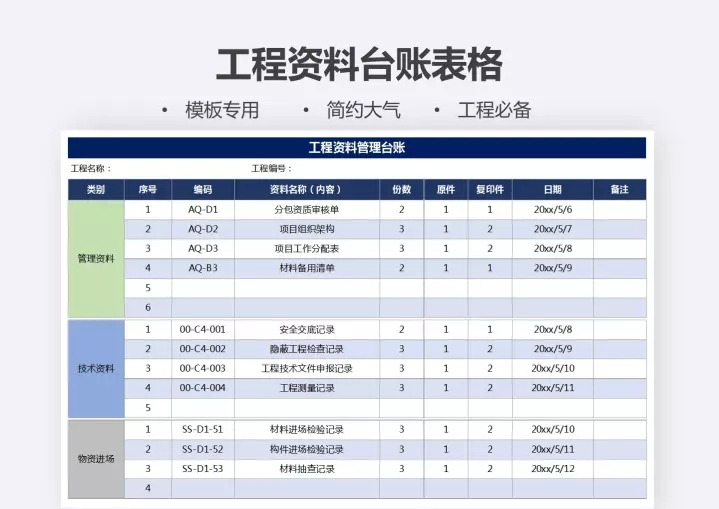 工程资料台账表格
• 模板专用 • 简约大气 • 工程必备
工程资料管理台账
工程名称： 工程编号：
类别 序号 编码 资料名称（内容） 份数 原件 复印件 日期 备注
管理资料
1 AQ-D1 分包资质审核单 2 1 1 20xx/5/6
2 AQ-D2 项目组织架构 3 1 2 20xx/5/7
3 AQ-D3 项目工作分配表 3 1 2 20xx/5/8
4 AQ-B3 材料备用清单 2 1 1 20xx/5/9
5
6
技术资料
1 00-C4-001 安全交底记录 2 1 1 20xx/5/8
2 00-C4-002 隐蔽工程检查记录 3 1 2 20xx/5/9
3 00-C4-003 工程技术文件申报记录 3 1 2 20xx/5/10
4 00-C4-004 工程测量记录 3 1 2 20xx/5/11
5
物资进场
1 SS-D1-51 材料进场检验记录 3 1 2 20xx/5/10
2 SS-D1-52 构件进场检验记录 3 1 2 20xx/5/11
3 SS-D1-53 材料抽查记录 3 1 2 20xx/5/12
4